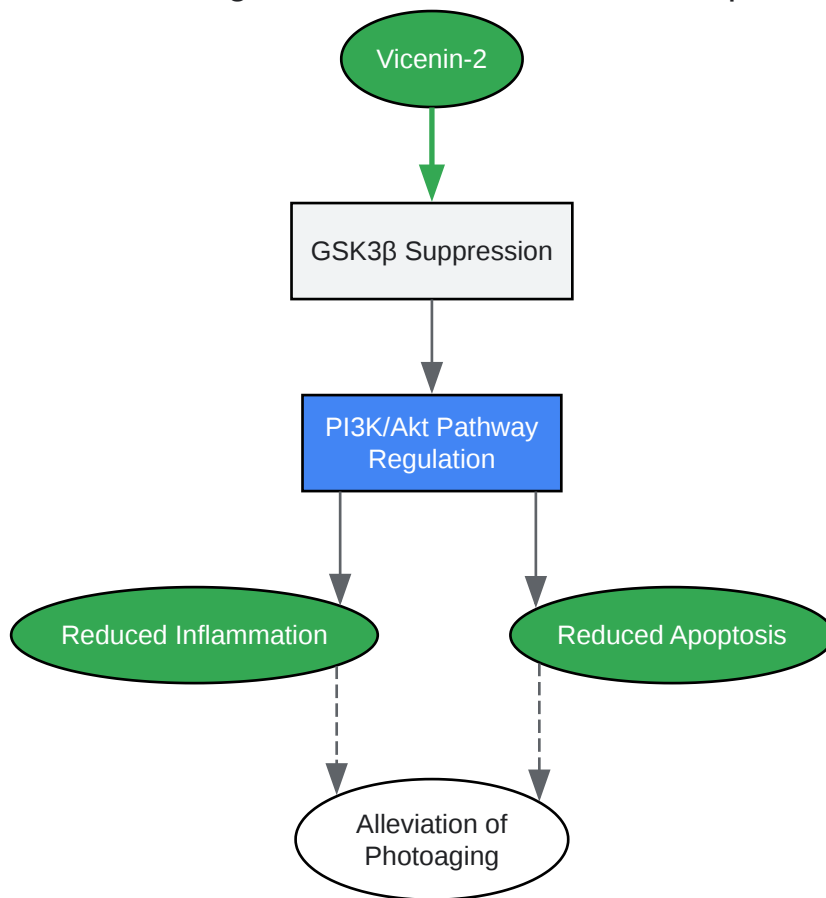 Vicenin-2
GSK3β Suppression
PI3K/Akt Pathway
Regulation
Reduced Inflammation
Reduced Apoptosis
Alleviation of
Photoaging